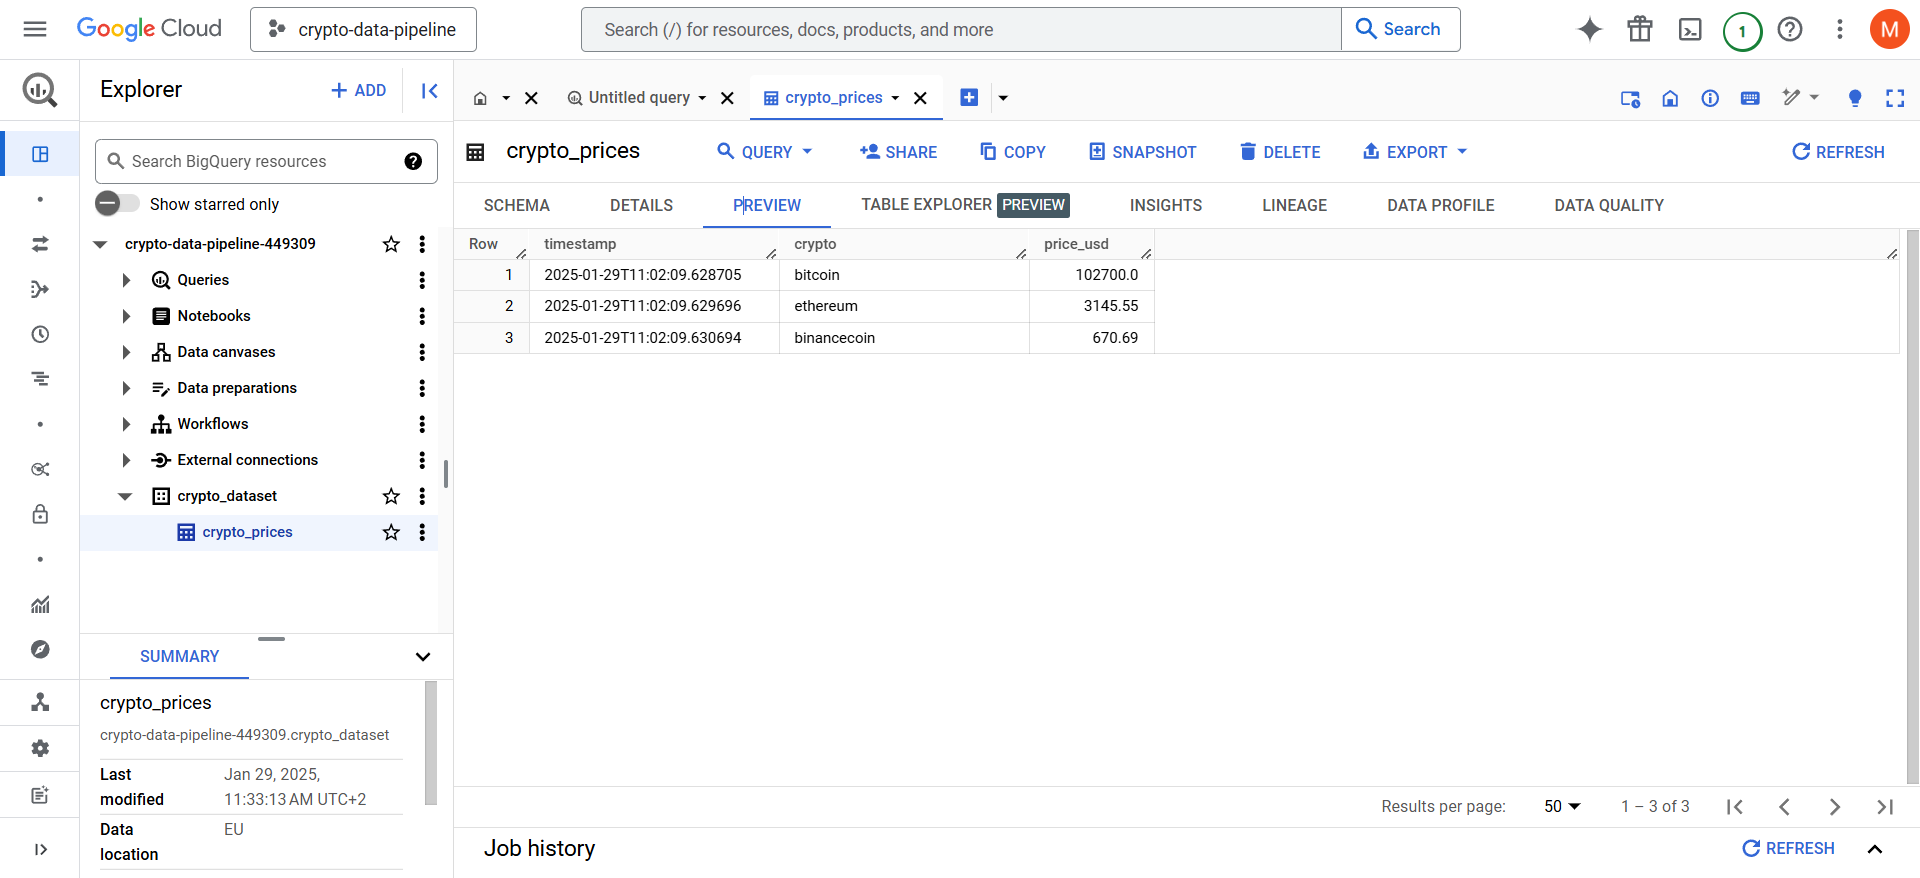 Google Cloud
crypto-data-pipeline
Search (/) for resources, docs, products, and more
Search
1
M
Explorer
ADD
Untitled query
crypto_prices
Search BigQuery resources
?
Show starred only
crypto-data-pipeline-449309
Queries
Notebooks
Data canvases
Data preparations
Workflows
External connections
crypto_dataset
crypto_prices
SUMMARY
crypto_prices
crypto-data-pipeline-449309.crypto_dataset
Last modified
Jan 29, 2025, 11:33:13 AM UTC+2
Data location
EU
crypto_prices
QUERY
SHARE
COPY
SNAPSHOT
DELETE
EXPORT
REFRESH
SCHEMA
DETAILS
PREVIEW
TABLE EXPLORER PREVIEW
INSIGHTS
LINEAGE
DATA PROFILE
DATA QUALITY
Row timestamp crypto price_usd
1 2025-01-29T11:02:09.628705 bitcoin 102700.0
2 2025-01-29T11:02:09.629696 ethereum 3145.55
3 2025-01-29T11:02:09.630694 binancecoin 670.69
Results per page: 50 1 – 3 of 3
Job history
REFRESH